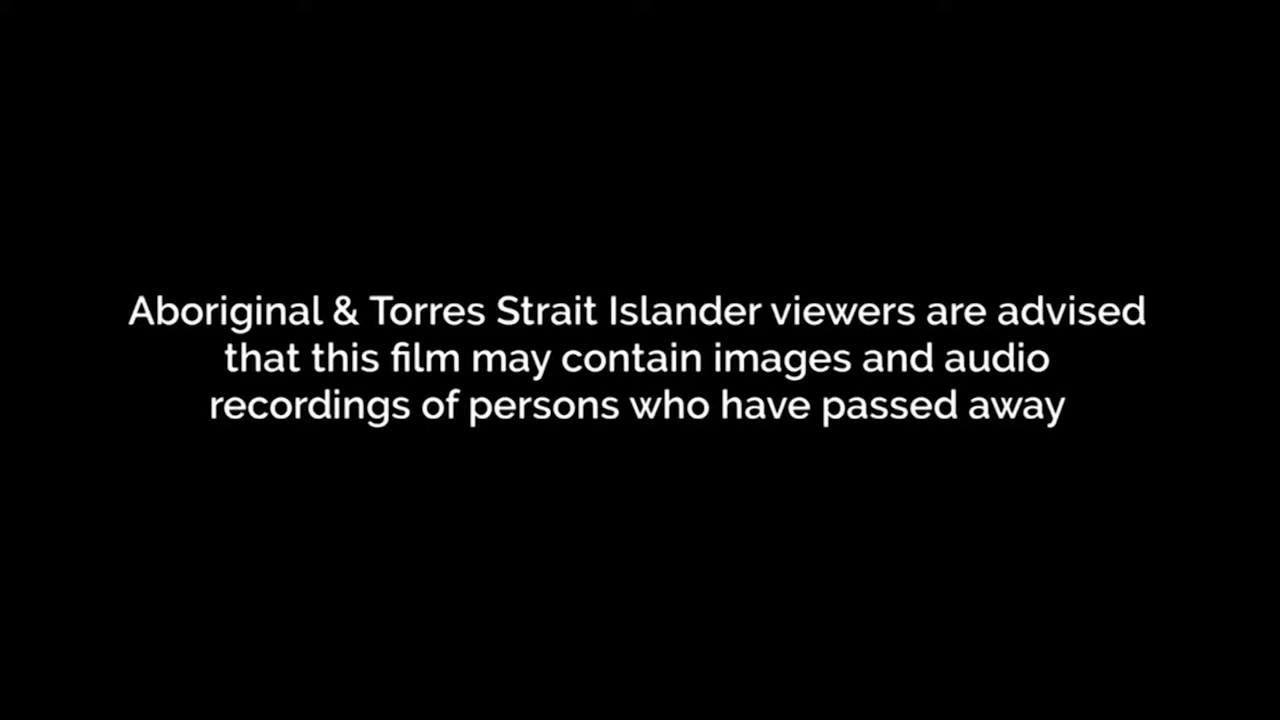 Aboriginal & Torres Strait Islander viewers are advised
that this film may contain images and audio
recordings of persons who have passed away